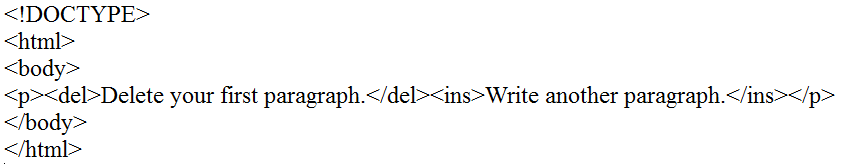 <!DOCTYPE>
<html>
<body>
<p><del>Delete your first paragraph.</del><ins>Write another paragraph.</ins></p>
</body>
</html>